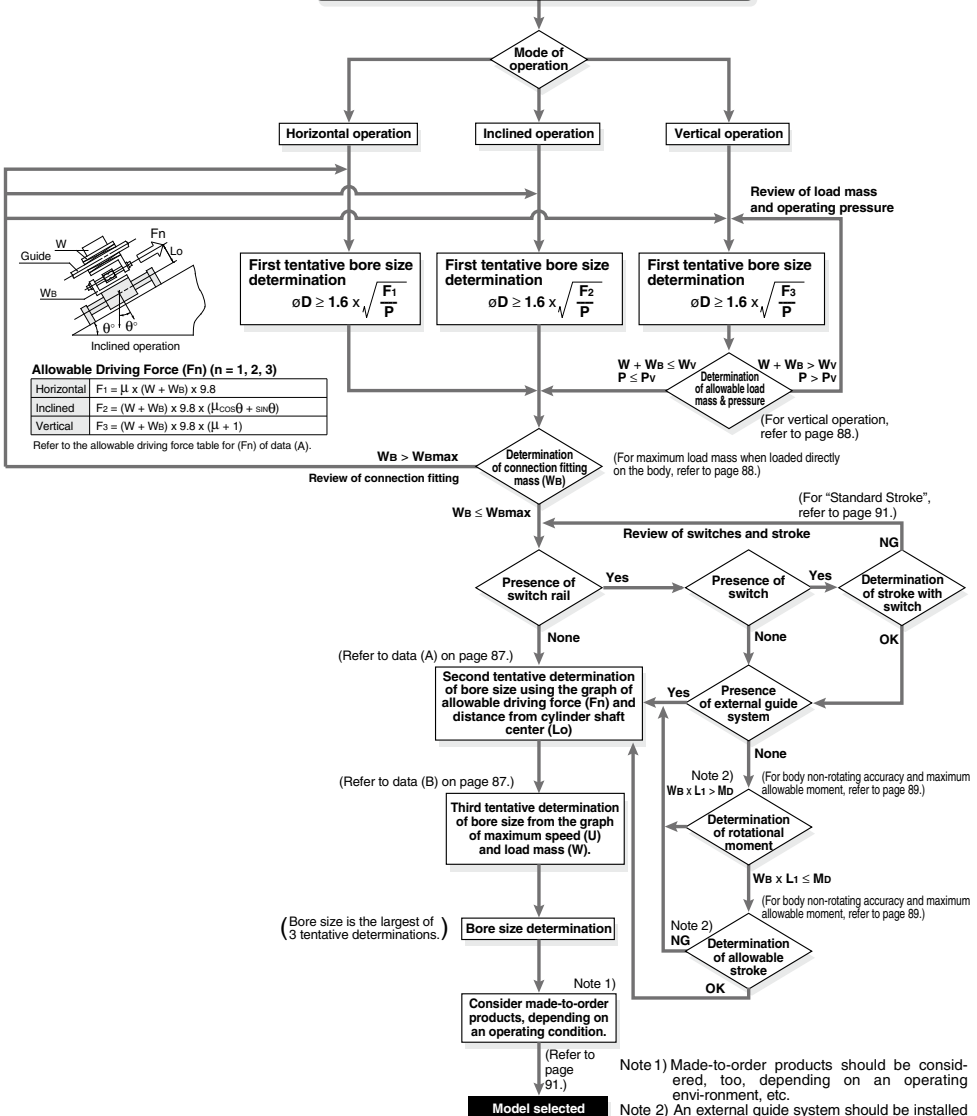 Mode of
operation
Horizontal operation
Inclined operation
Vertical operation
Review of load mass
and operating pressure
W
Guide
WB
Fn
Lo
θ° θ°
Inclined operation
First tentative bore size
determination
øD ≥ 1.6 x √ F1
P
First tentative bore size
determination
øD ≥ 1.6 x √ F2
P
First tentative bore size
determination
øD ≥ 1.6 x √ F3
P
Allowable Driving Force (Fn) (n = 1, 2, 3)
Horizontal F1 = μ x (W + WB) x 9.8
Inclined F2 = (W + WB) x 9.8 x (μcosθ + sinθ)
Vertical F3 = (W + WB) x 9.8 x (μ + 1)
Refer to the allowable driving force table for (Fn) of data (A).
W + WB ≤ WV
P ≤ PV
Determination
of allowable load
mass & pressure
W + WB > WV
P > PV
(For vertical operation,
refer to page 88.)
WB > WBmax
Review of connection fitting
Determination
of connection fitting
mass (WB)
(For maximum load mass when loaded directly
on the body, refer to page 88.)
WB ≤ WBmax
(For “Standard Stroke”,
refer to page 91.)
Review of switches and stroke
NG
Presence of
switch rail
Yes
Presence of
switch
Yes
Determination
of stroke with
switch
None
None
OK
(Refer to data (A) on page 87.)
Second tentative determination
of bore size using the graph of
allowable driving force (Fn) and
distance from cylinder shaft
center (Lo)
Yes
Presence
of external guide
system
None
(Refer to data (B) on page 87.)
Note 2)
WB x L1 > MD
(For body non-rotating accuracy and maximum
allowable moment, refer to page 89.)
Third tentative determination
of bore size from the graph
of maximum speed (U)
and load mass (W).
Determination
of rotational
moment
WB x L1 ≤ MD
(For body non-rotating accuracy and maximum
allowable moment, refer to page 89.)
(Bore size is the largest of
3 tentative determinations.)
Bore size determination
Note 2)
NG
Determination
of allowable
stroke
OK
Note 1)
Consider made-to-order
products, depending on
an operating condition.
(Refer to
page
91.)
Model selected
Note 1) Made-to-order products should be consid-
ered, too, depending on an operating
envi-ronment, etc.
Note 2) An external guide system should be installed